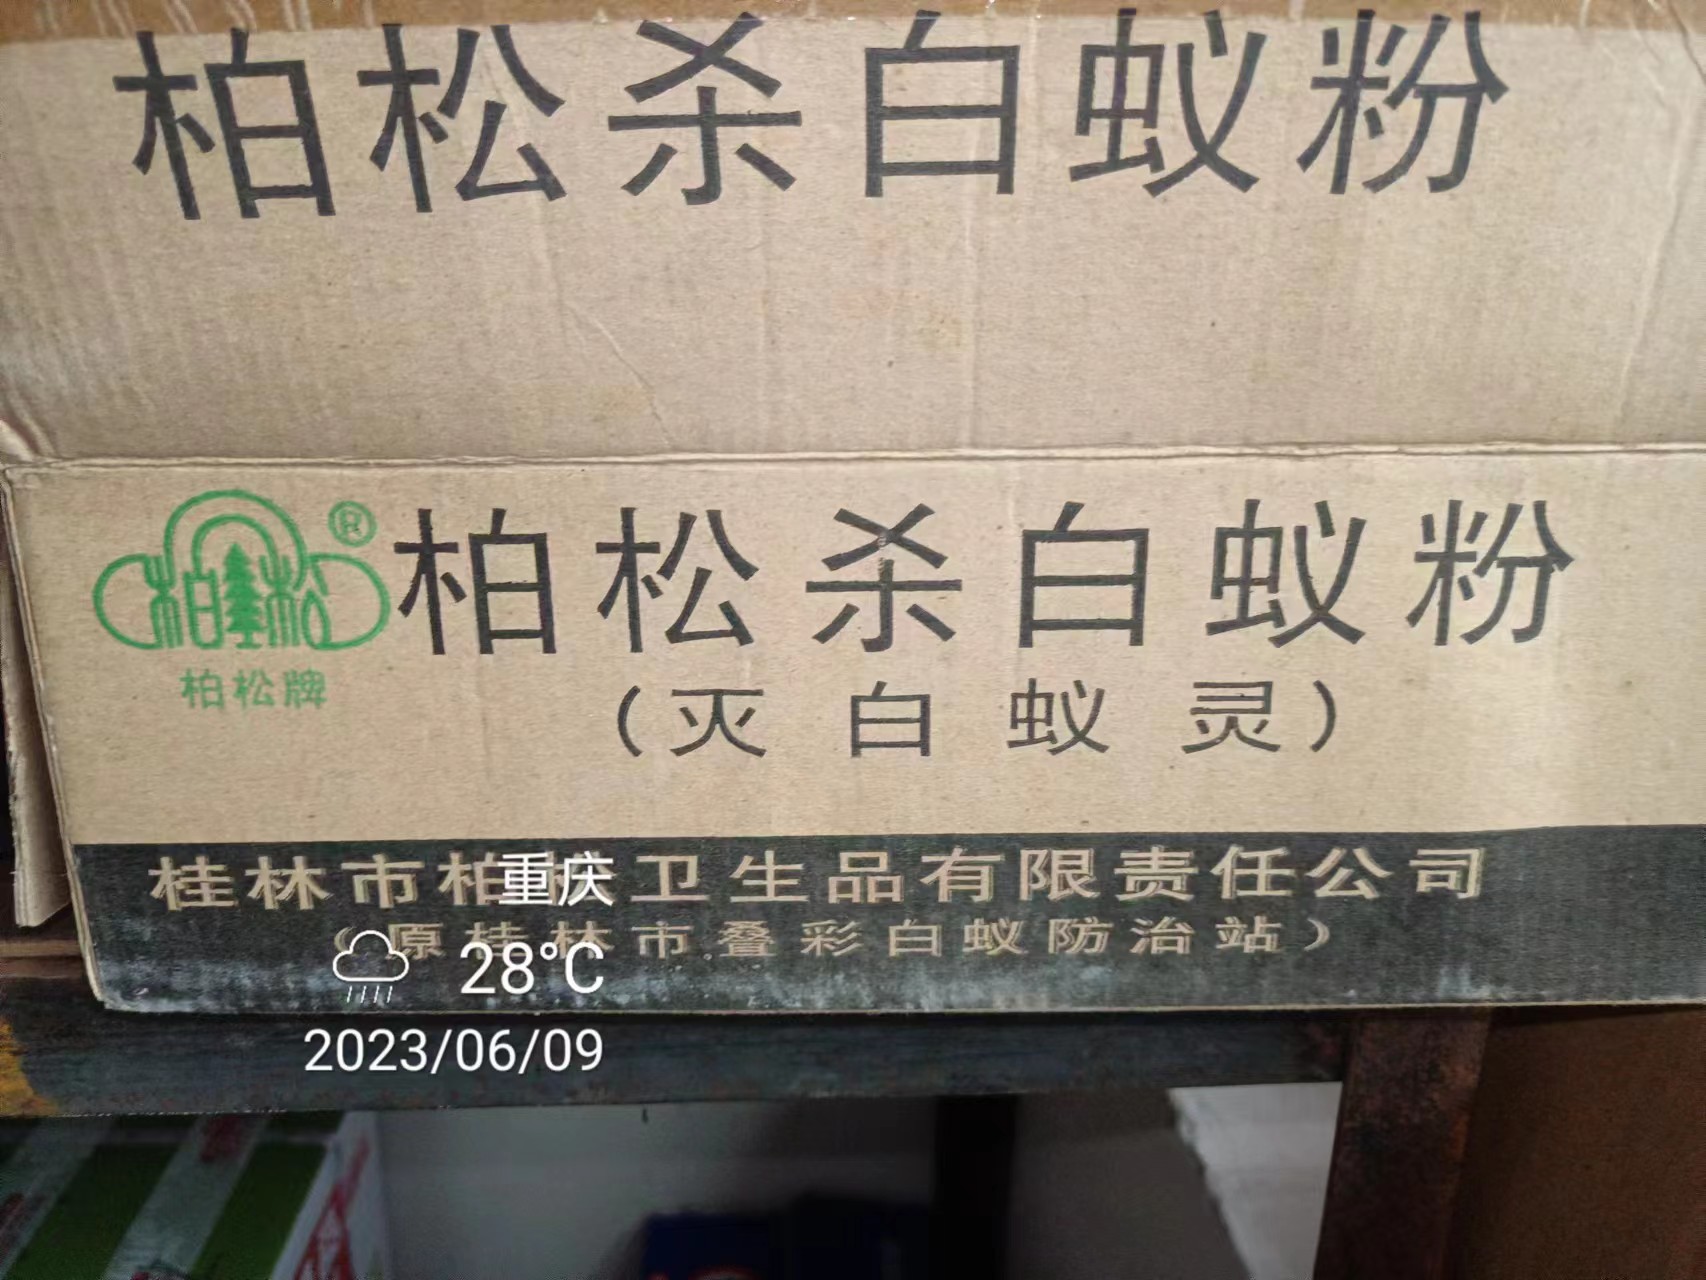 柏松杀白蚁粉
柏松
®
柏松牌
柏松杀白蚁粉
(灭白蚁灵)
桂林市柏 卫生品有限责任公司
(原桂林市叠彩白蚁防治站)
重庆
28°C
2023/06/09